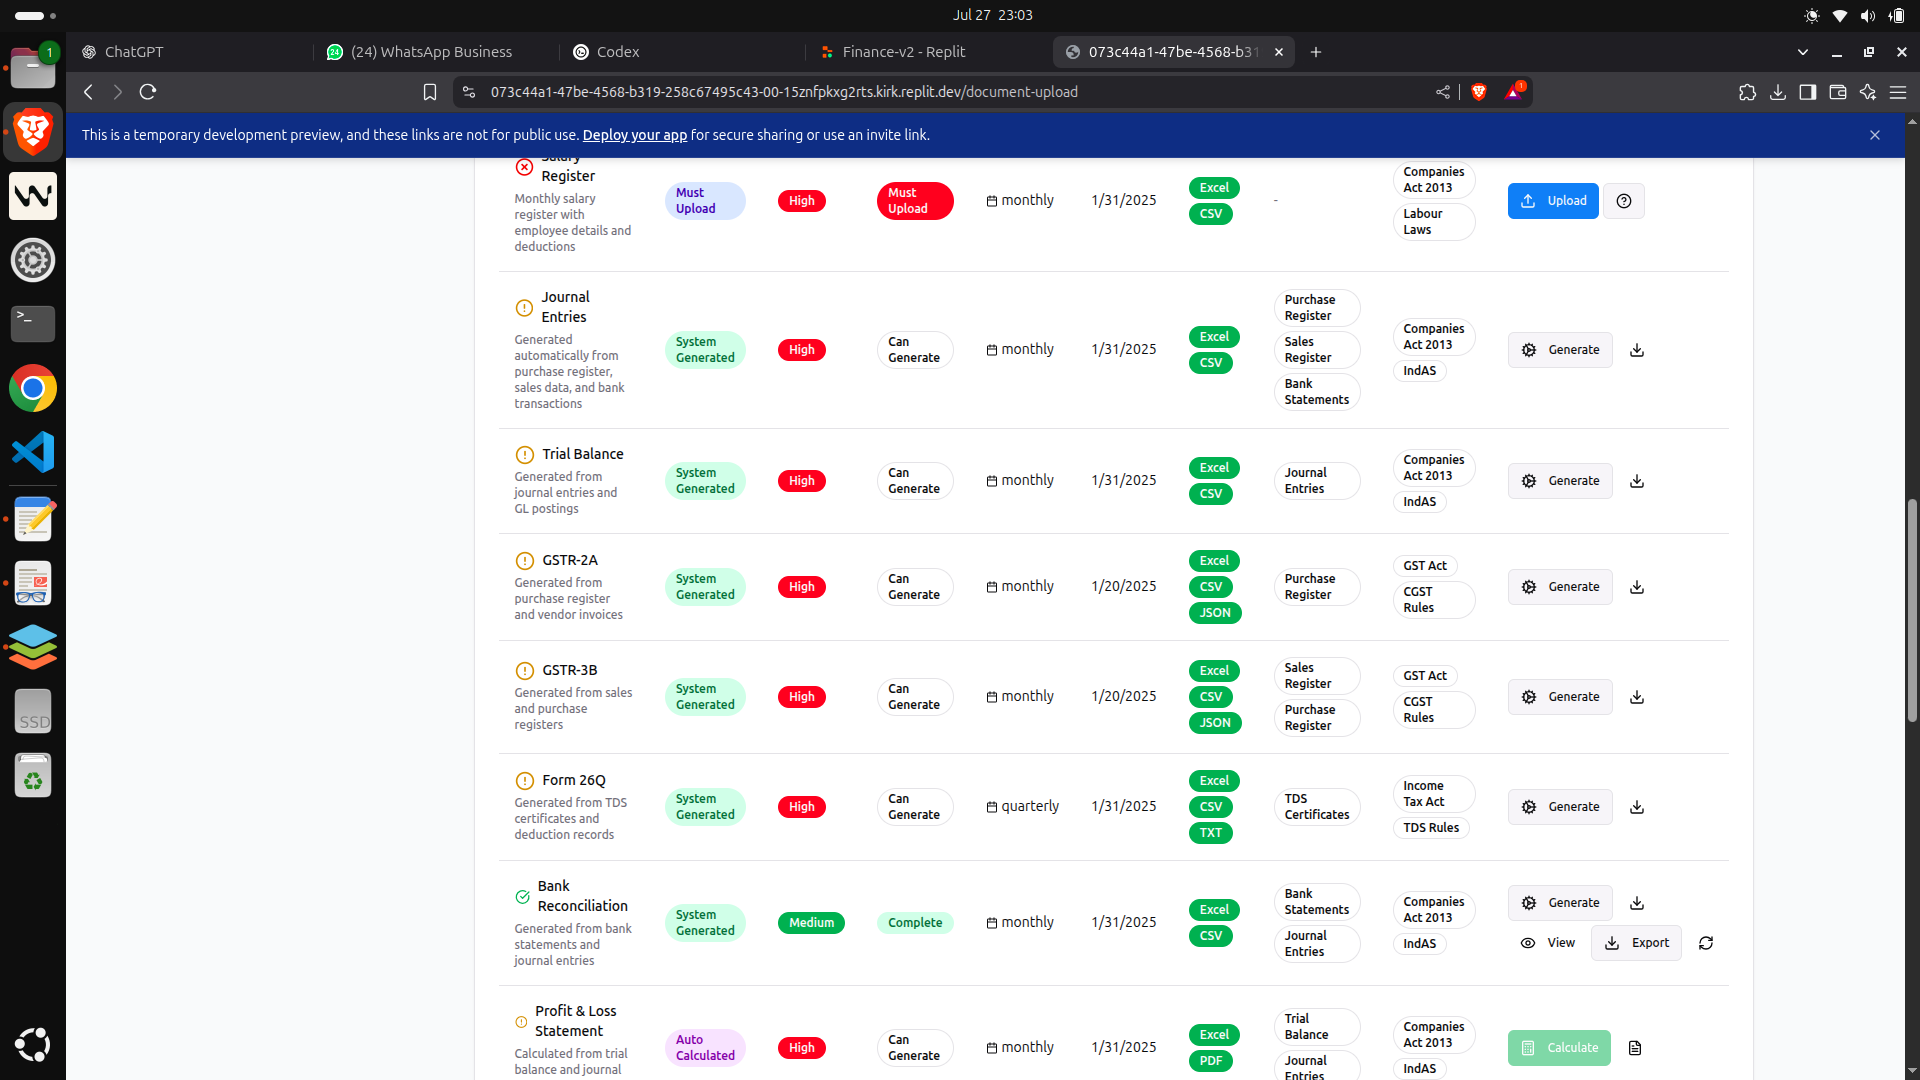 Jul 27 23:03
1
ChatGPT
24
(24) WhatsApp Business
Codex
Finance-v2 - Replit
073c44a1-47be-4568-b31
073c44a1-47be-4568-b319-258c67495c43-00-15znfpkxg2rts.kirk.replit.dev/document-upload
1
This is a temporary development preview, and these links are not for public use. Deploy your app for secure sharing or use an invite link.
Salary
Register
Monthly salary
register with
employee details and
deductions
Must
Upload
High
Must
Upload
monthly
1/31/2025
Excel
CSV
-
Companies
Act 2013
Labour
Laws
Upload
Journal
Entries
Generated
automatically from
purchase register,
sales data, and bank
transactions
System
Generated
High
Can
Generate
monthly
1/31/2025
Excel
CSV
Purchase
Register
Sales
Register
Bank
Statements
Companies
Act 2013
IndAS
Generate
Trial Balance
Generated from
journal entries and
GL postings
System
Generated
High
Can
Generate
monthly
1/31/2025
Excel
CSV
Journal
Entries
Companies
Act 2013
IndAS
Generate
GSTR-2A
Generated from
purchase register
and vendor invoices
System
Generated
High
Can
Generate
monthly
1/20/2025
Excel
CSV
JSON
Purchase
Register
GST Act
CGST
Rules
Generate
GSTR-3B
Generated from sales
and purchase
registers
System
Generated
High
Can
Generate
monthly
1/20/2025
Excel
CSV
JSON
Sales
Register
Purchase
Register
GST Act
CGST
Rules
Generate
Form 26Q
Generated from TDS
certificates and
deduction records
System
Generated
High
Can
Generate
quarterly
1/31/2025
Excel
CSV
TXT
TDS
Certificates
Income
Tax Act
TDS Rules
Generate
Bank
Reconciliation
Generated from bank
statements and
journal entries
System
Generated
Medium
Complete
monthly
1/31/2025
Excel
CSV
Bank
Statements
Journal
Entries
Companies
Act 2013
IndAS
Generate
View
Export
Profit & Loss
Statement
Calculated from trial
balance and journal
Auto
Calculated
High
Can
Generate
monthly
1/31/2025
Excel
PDF
Trial
Balance
Journal
Entries
Companies
Act 2013
IndAS
Calculate
SSD